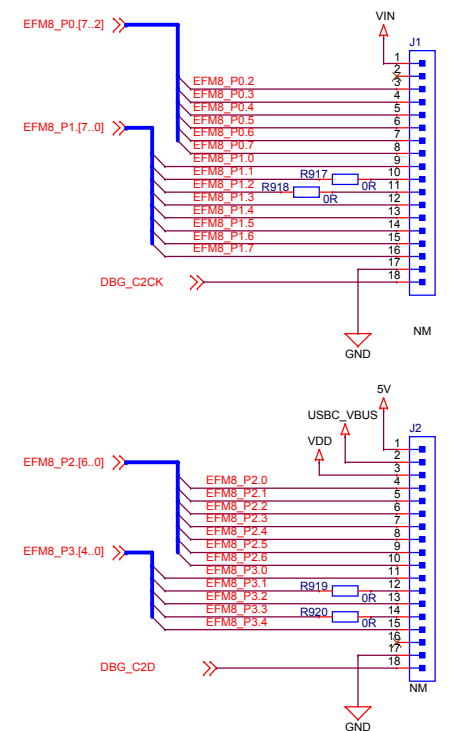 EFM8_P0.[7..2]
VIN
J1
1
2
EFM8_P0.2 3
EFM8_P0.3 4
EFM8_P0.4 5
EFM8_P0.5 6
EFM8_P0.6 7
EFM8_P0.7 8
EFM8_P1.[7..0]
EFM8_P1.0 9
EFM8_P1.1 R917 0R 10
EFM8_P1.2 R918 0R 11
EFM8_P1.3 12
EFM8_P1.4 13
EFM8_P1.5 14
EFM8_P1.6 15
EFM8_P1.7 16
17
DBG_C2CK 18
NM
GND
5V
USBC_VBUS
J2
VDD
1
2
3
EFM8_P2.[6..0]
EFM8_P2.0 4
EFM8_P2.1 5
EFM8_P2.2 6
EFM8_P2.3 7
EFM8_P2.4 8
EFM8_P2.5 9
EFM8_P2.6 10
EFM8_P3.[4..0]
EFM8_P3.0 11
EFM8_P3.1 R919 0R 12
EFM8_P3.2 13
EFM8_P3.3 R920 0R 14
EFM8_P3.4 15
16
17
DBG_C2D 18
NM
GND